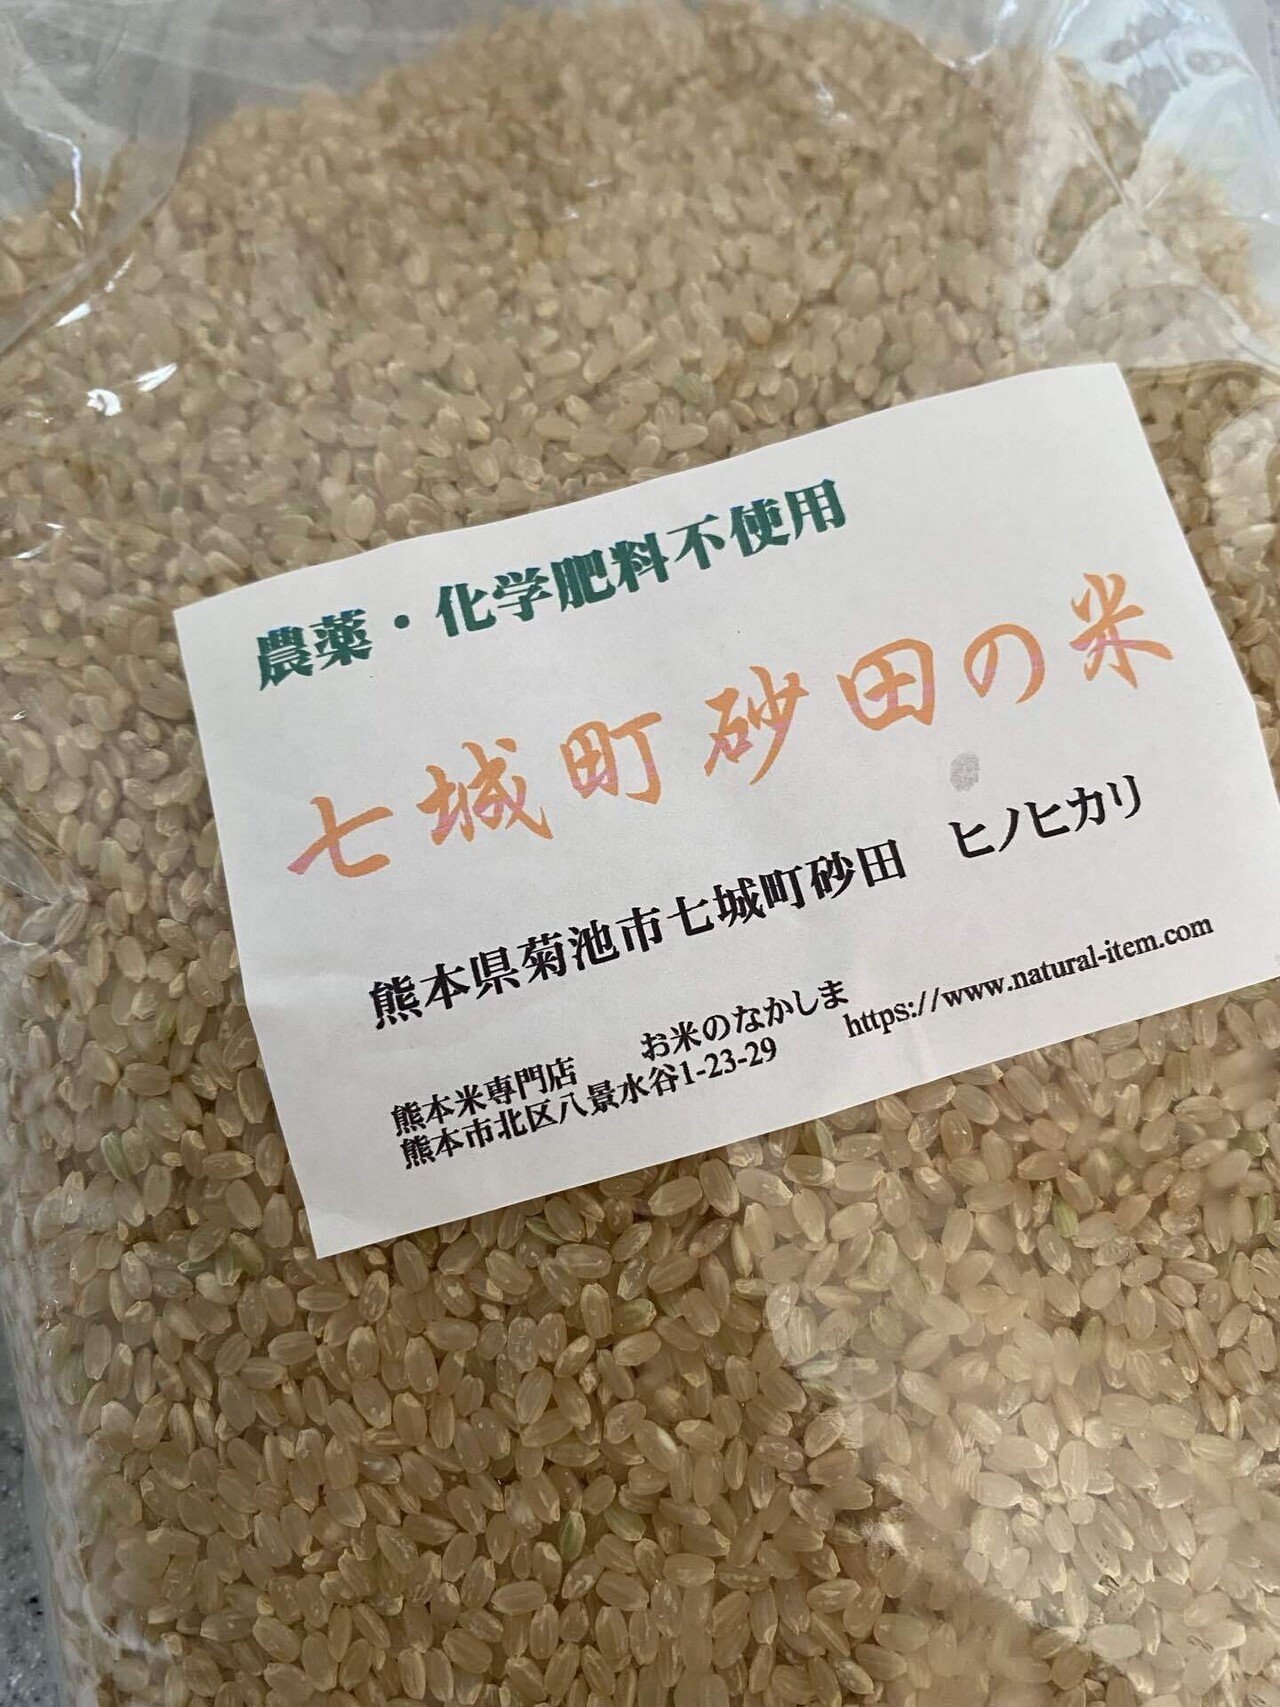 農薬・化学肥料不使用
七城町砂田の米
熊本県菊池市七城町砂田　ヒノヒカリ
熊本米専門店　お米のなかしま
熊本市北区八景水谷1-23-29　https://www.natural-item.com